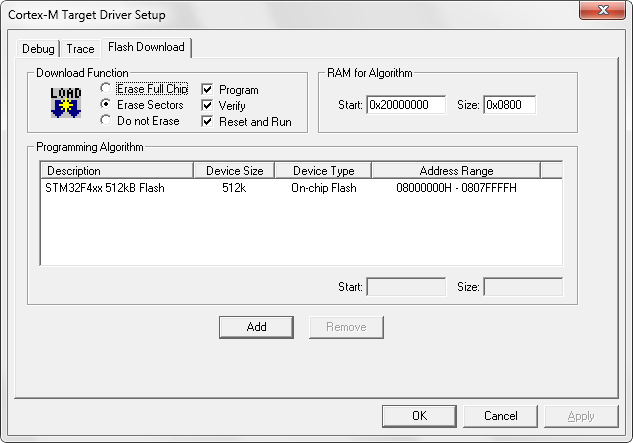 Cortex-M Target Driver Setup
Debug Trace Flash Download
Download Function
LOAD
Erase Full Chip
Erase Sectors
Do not Erase
Program
Verify
Reset and Run
RAM for Algorithm
Start: 0x20000000 Size: 0x0800
Programming Algorithm
Description Device Size Device Type Address Range
STM32F4xx 512kB Flash 512k On-chip Flash 08000000H - 0807FFFFH
Start: Size:
Add Remove
OK Cancel Apply